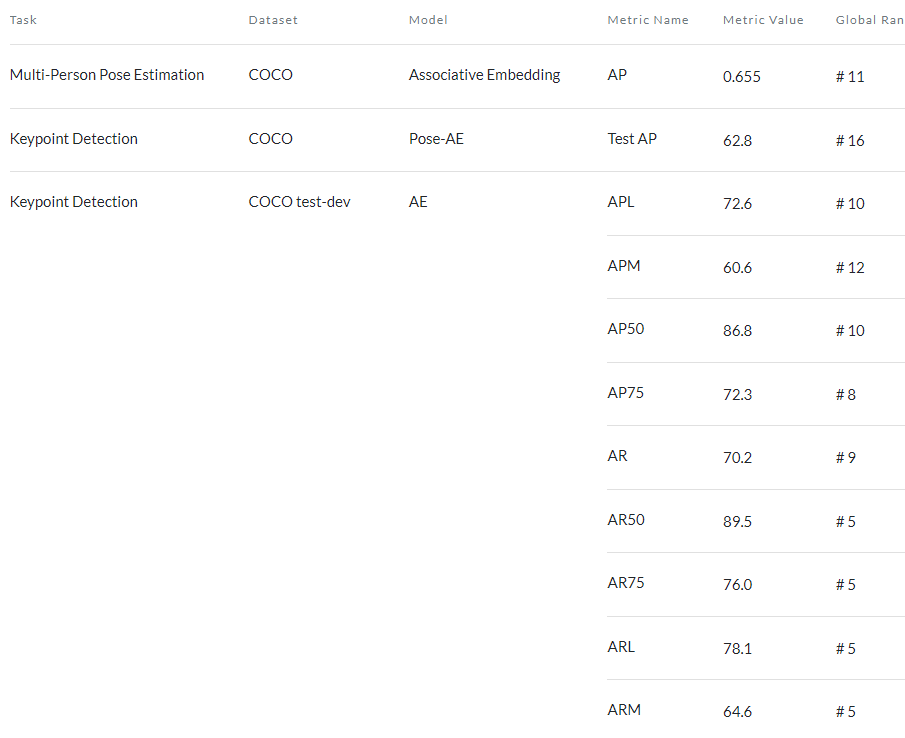 Task Dataset Model Metric Name Metric Value Global Ran
Multi-Person Pose Estimation COCO Associative Embedding AP 0.655 # 11
Keypoint Detection COCO Pose-AE Test AP 62.8 # 16
Keypoint Detection COCO test-dev AE APL 72.6 # 10
APM 60.6 # 12
AP50 86.8 # 10
AP75 72.3 # 8
AR 70.2 # 9
AR50 89.5 # 5
AR75 76.0 # 5
ARL 78.1 # 5
ARM 64.6 # 5